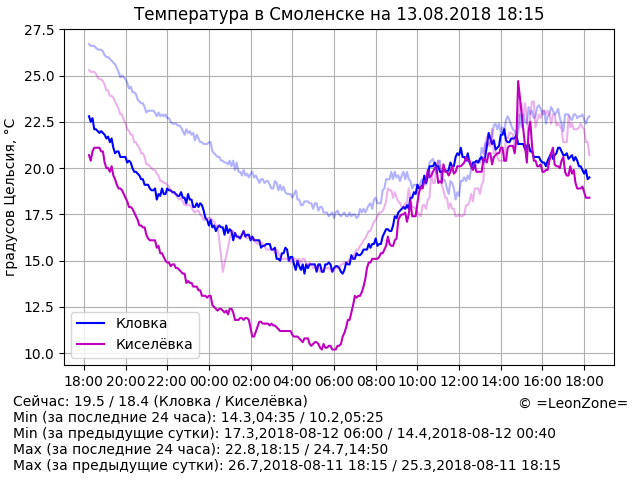 Температура в Смоленске на 13.08.2018 18:15
градусов Цельсия, °C
27.5
25.0
22.5
20.0
17.5
15.0
12.5
10.0
Кловка
Киселёвка
18:00 20:00 22:00 00:00 02:00 04:00 06:00 08:00 10:00 12:00 14:00 16:00 18:00
Сейчас: 19.5 / 18.4 (Кловка / Киселёвка)
© =LeonZone=
Min (за последние 24 часа): 14.3,04:35 / 10.2,05:25
Min (за предыдущие сутки): 17.3,2018-08-12 06:00 / 14.4,2018-08-12 00:40
Max (за последние 24 часа): 22.8,18:15 / 24.7,14:50
Max (за предыдущие сутки): 26.7,2018-08-11 18:15 / 25.3,2018-08-11 18:15